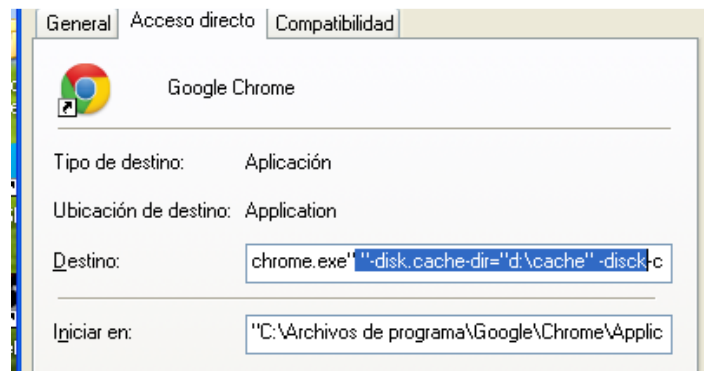 General Acceso directo Compatibilidad
Google Chrome
Tipo de destino: Aplicación
Ubicación de destino: Application
Destino: chrome.exe" "-disk.cache-dir="d:\cache" -disck-c
Iniciar en: "C:\Archivos de programa\Google\Chrome\Applic